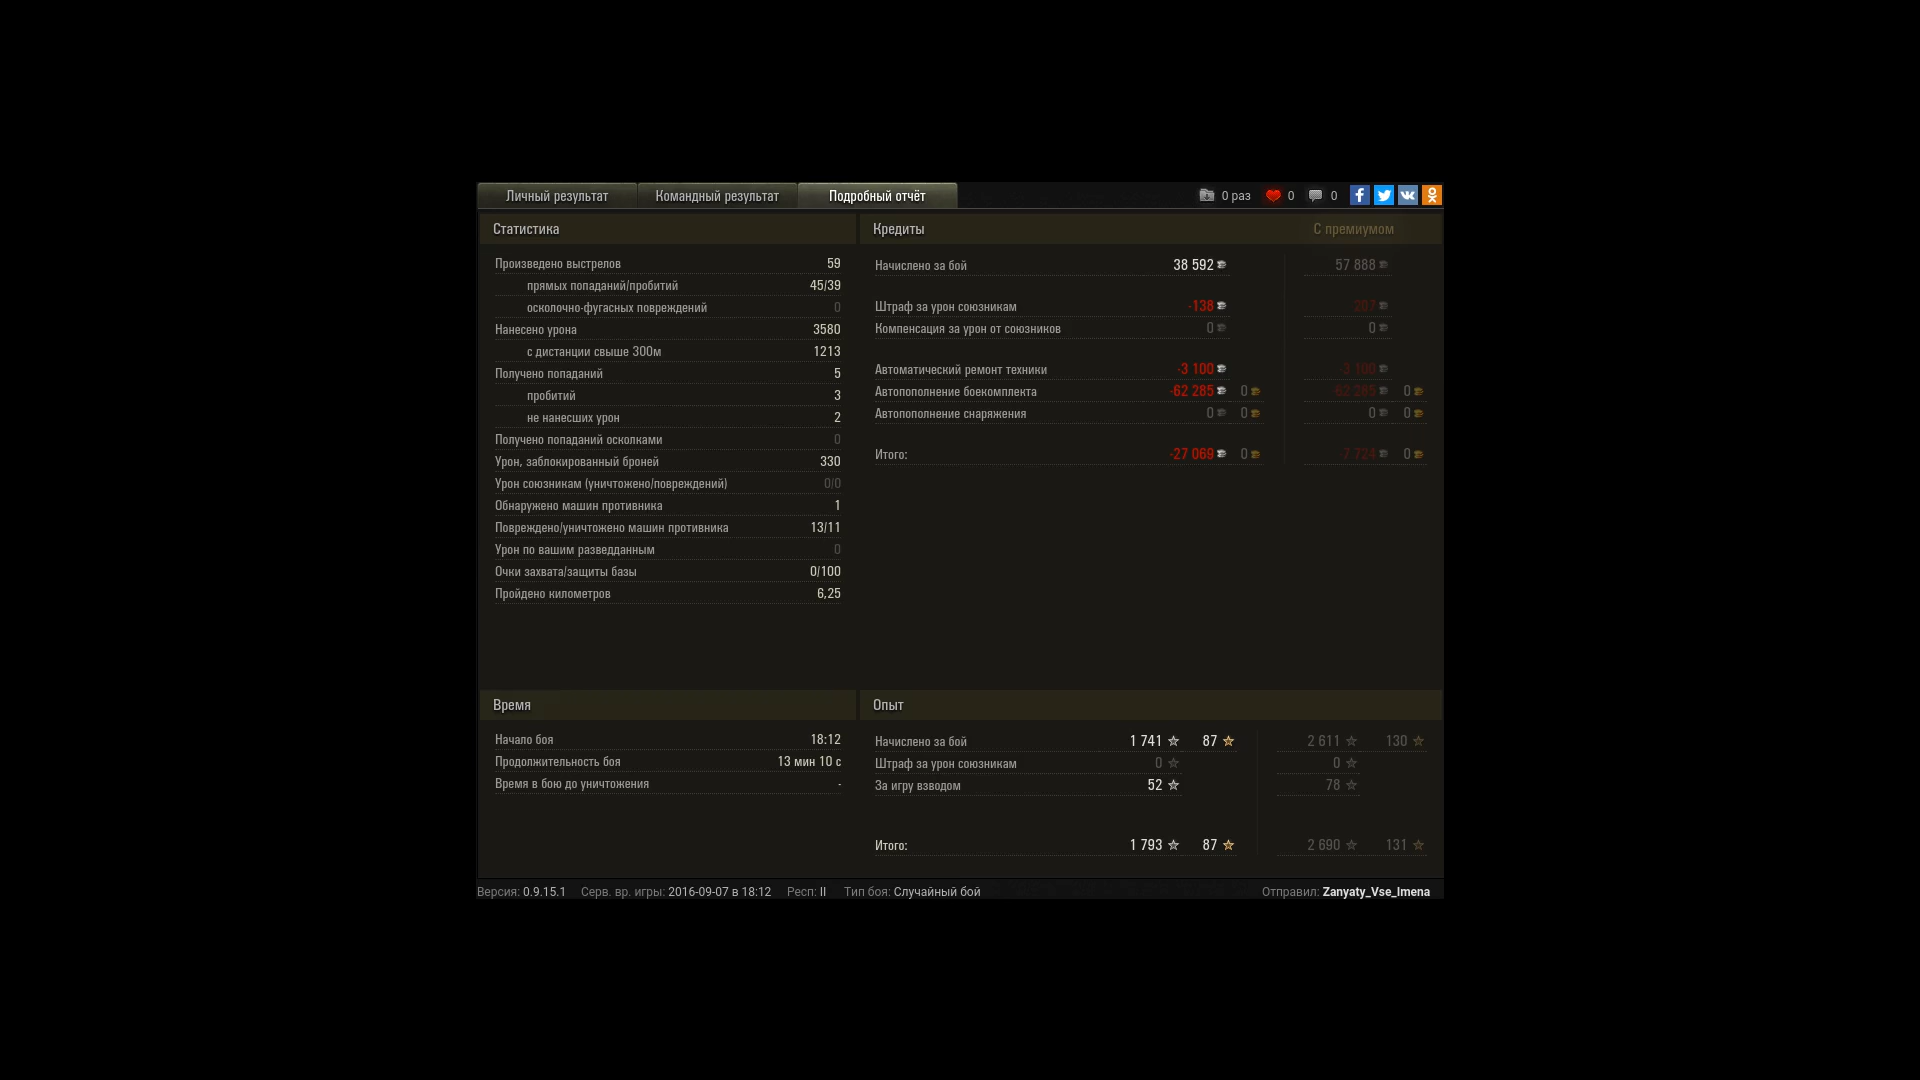 Личный результат Командный результат Подробный отчёт 0 раз 0 0
Статистика
Произведено выстрелов 59
прямых попаданий/пробитий 45/39
осколочно-фугасных повреждений 0
Нанесено урона 3580
с дистанции свыше 300м 1213
Получено попаданий 5
пробитий 3
не нанесших урон 2
Получено попаданий осколками 0
Урон, заблокированный броней 330
Урон союзникам (уничтожено/повреждений) 0/0
Обнаружено машин противника 1
Повреждено/уничтожено машин противника 13/11
Урон по вашим разведданным 0
Очки захвата/защиты базы 0/100
Пройдено километров 6,25
Кредиты С премиумом
Начислено за бой 38 592 57 888
Штраф за урон союзникам -138 207
Компенсация за урон от союзников 0 0
Автоматический ремонт техники -3 100 -3 100
Автопополнение боекомплекта -62 285 0 62 285 0
Автопополнение снаряжения 0 0 0 0
Итого: -27 069 0 7 724 0
Время
Начало боя 18:12
Продолжительность боя 13 мин 10 с
Время в бою до уничтожения -
Опыт
Начислено за бой 1 741 87 2 611 130
Штраф за урон союзникам 0 0
За игру взводом 52 78
Итого: 1 793 87 2 690 131
Версия: 0.9.15.1 Серв. вр. игры: 2016-09-07 в 18:12 Респ: II Тип боя: Случайный бой Отправил: Zanyaty_Vse_Imena